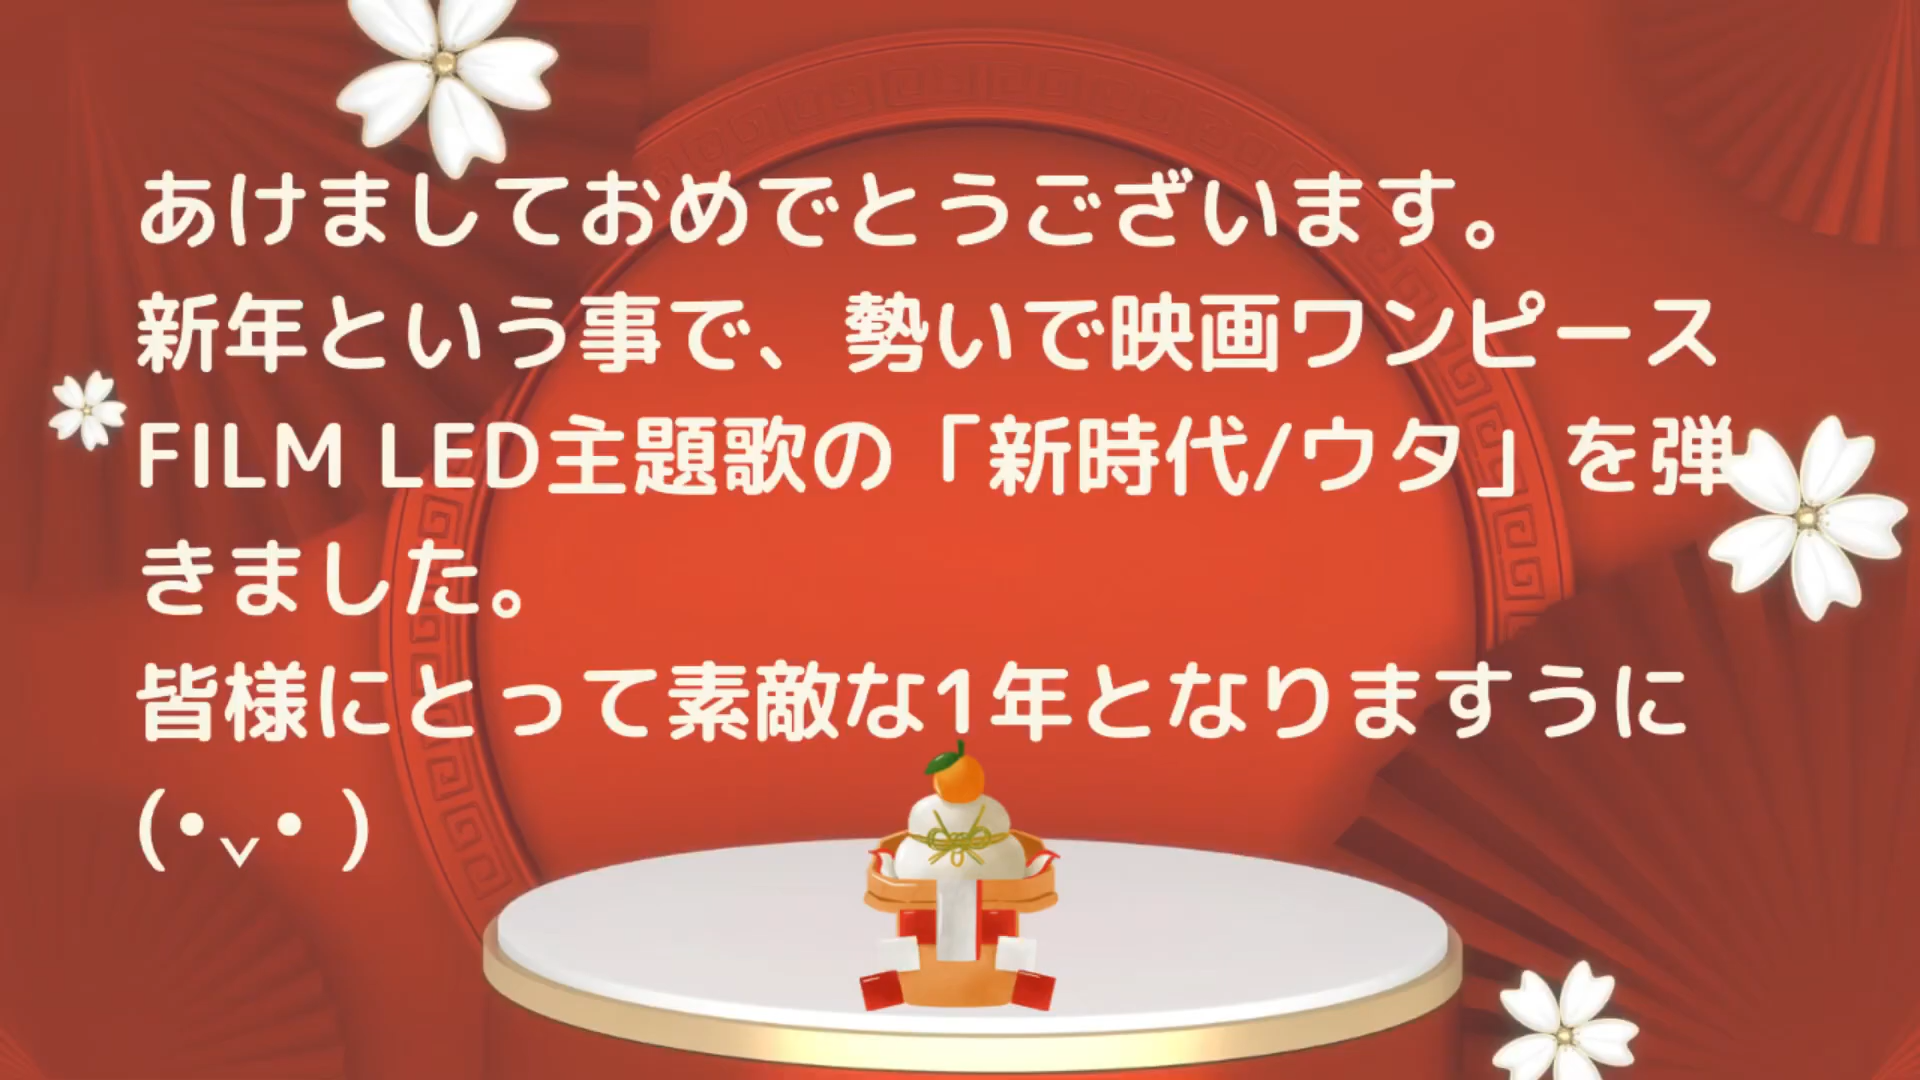 あけましておめでとうございます。
新年という事で、勢いで映画ワンピース
FILM LED主題歌の「新時代/ウタ」を弾
きました。
皆様にとって素敵な1年となりますうに
(•ᵥ• )